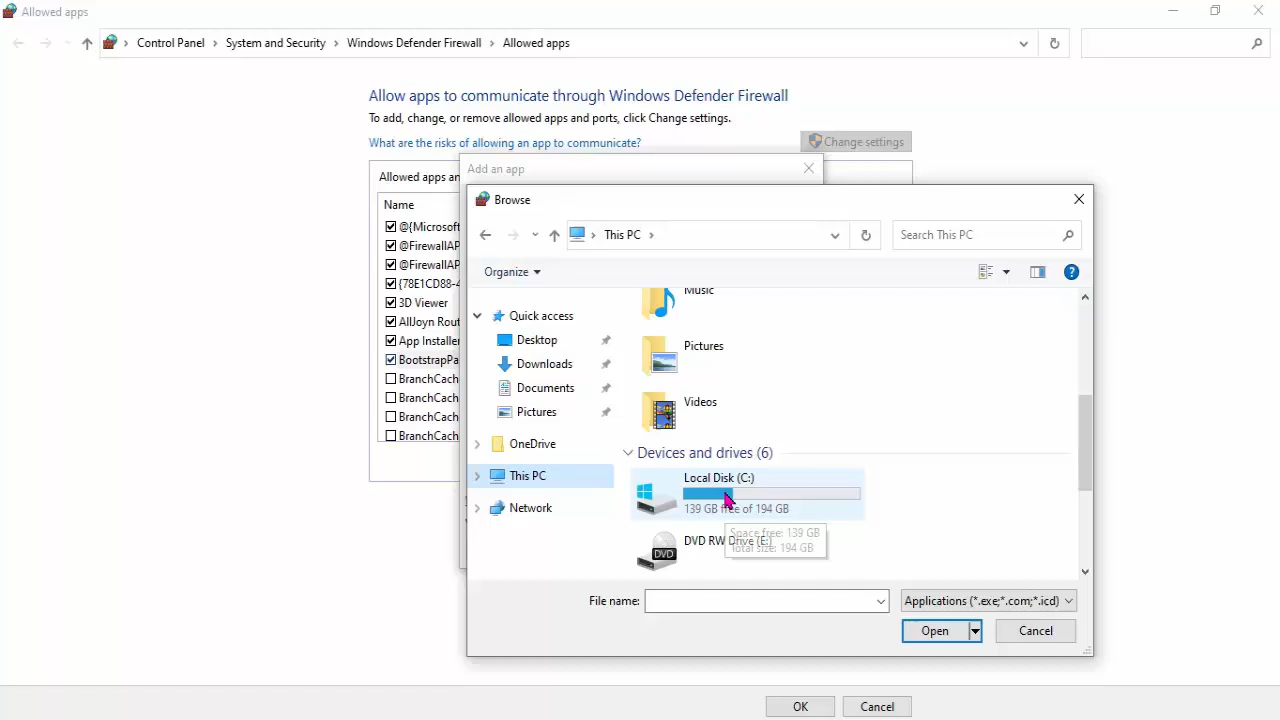 Allowed apps
Control Panel > System and Security > Windows Defender Firewall > Allowed apps
Allow apps to communicate through Windows Defender Firewall
To add, change, or remove allowed apps and ports, click Change settings.
What are the risks of allowing an app to communicate?
Change settings
Allowed apps an
Add an app
Name
@{Microsoft
@FirewallAP
@FirewallAP
{78E1CD88-4
3D Viewer
AllJoyn Rout
App Installer
BootstrapPa
BranchCach
BranchCach
BranchCach
BranchCach
Browse
This PC >
Search This PC
Organize
Quick access
Desktop
Downloads
Documents
Pictures
OneDrive
This PC
Network
Music
Pictures
Videos
Devices and drives (6)
Local Disk (C:)
139 GB free of 194 GB
DVD RW Drive (E:)
DVD
Space free: 139 GB
Total size: 194 GB
File name:
Applications (*.exe;*.com;*.icd)
Open
Cancel
OK
Cancel